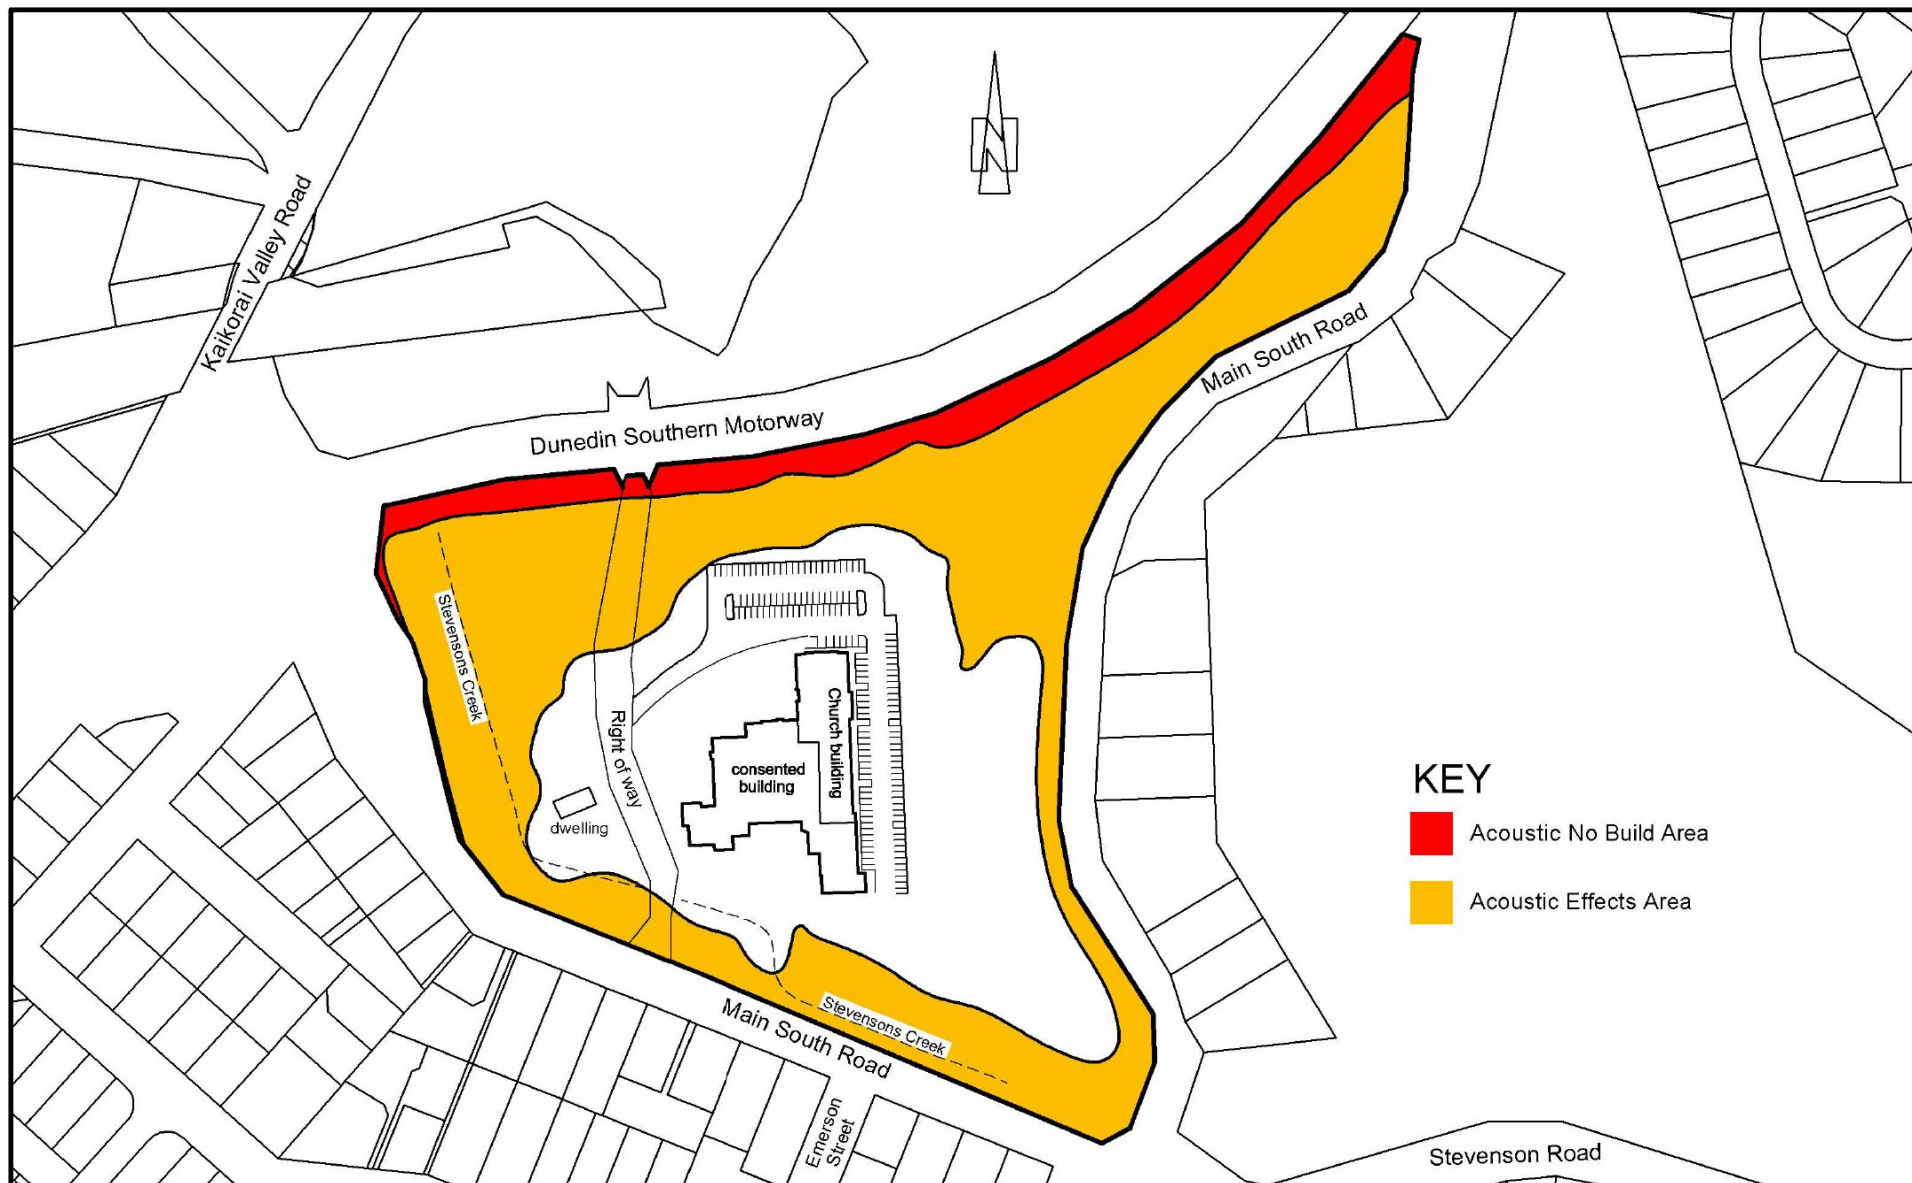 N
Kaikorai Valley Road
Main South Road
Dunedin Southern Motorway
Stevensons Creek
Right of way
Church building
consented
building
dwelling
KEY
Acoustic No Build Area
Acoustic Effects Area
Stevensons Creek
Main South Road
Emerson
Street
Stevenson Road